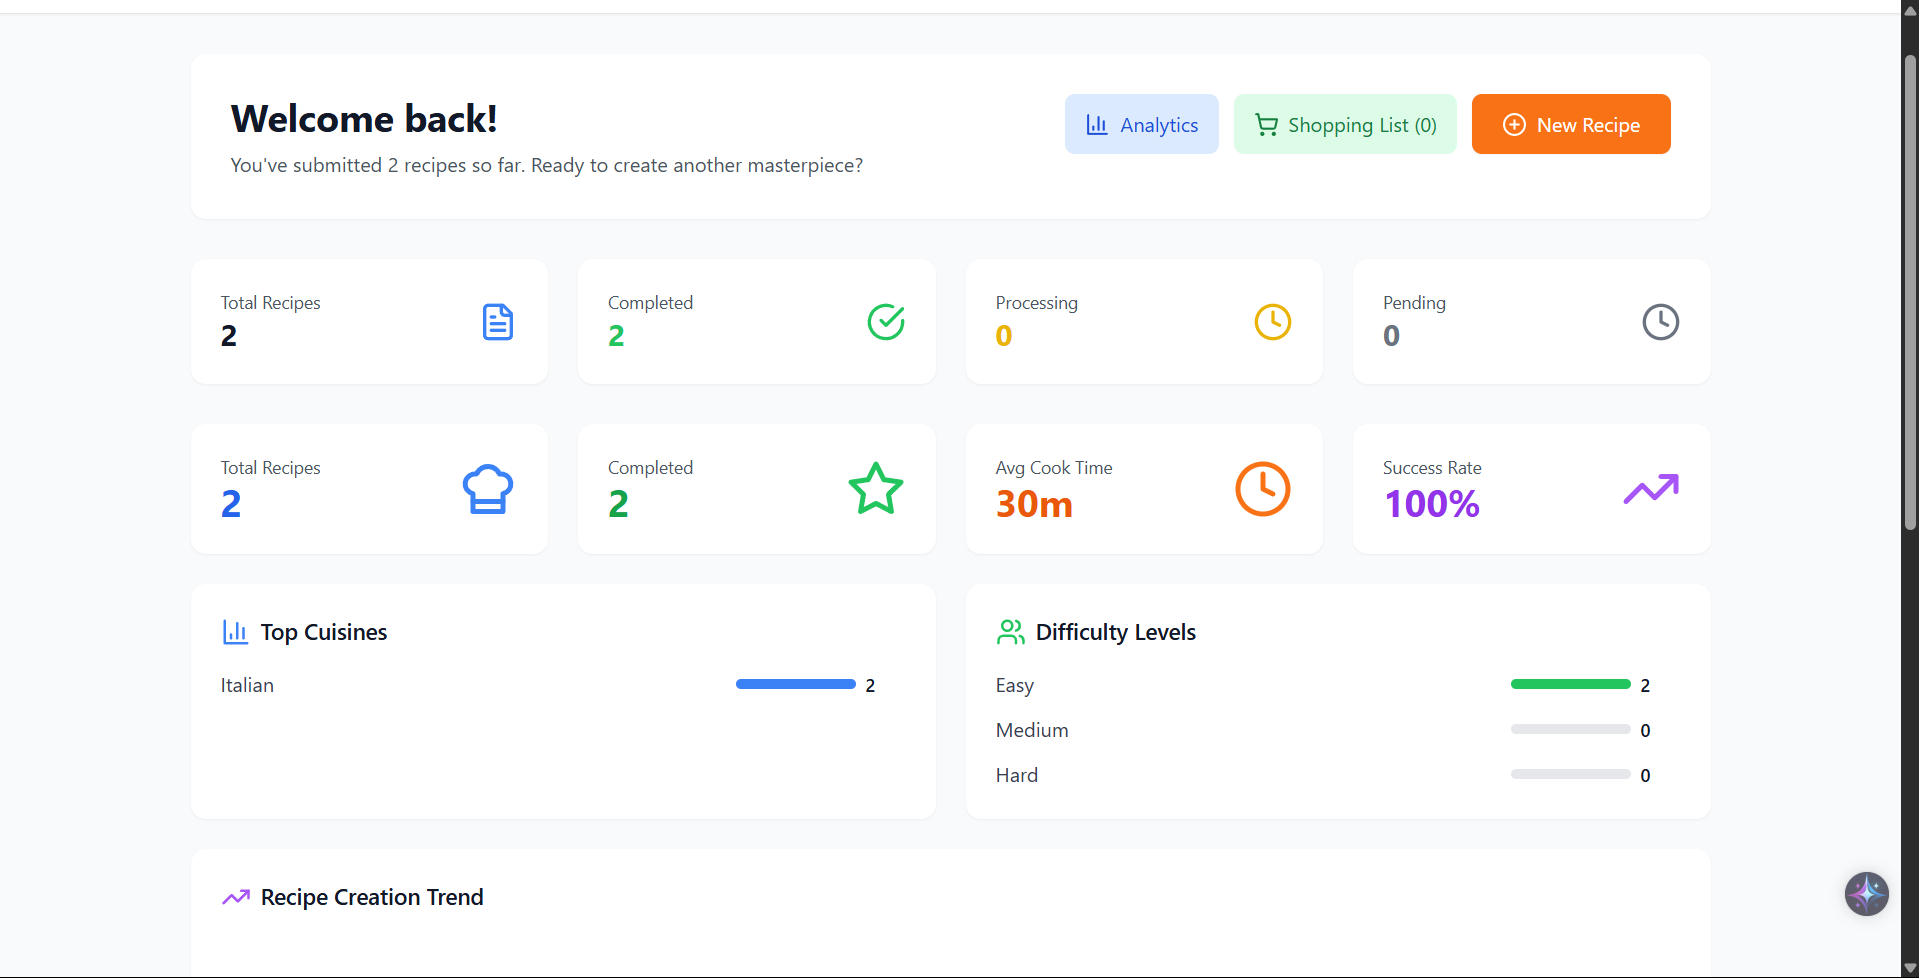 Welcome back!
You've submitted 2 recipes so far. Ready to create another masterpiece?
Analytics
Shopping List (0)
New Recipe
Total Recipes
2
Completed
2
Processing
0
Pending
0
Total Recipes
2
Completed
2
Avg Cook Time
30m
Success Rate
100%
Top Cuisines
Italian 2
Difficulty Levels
Easy 2
Medium 0
Hard 0
Recipe Creation Trend